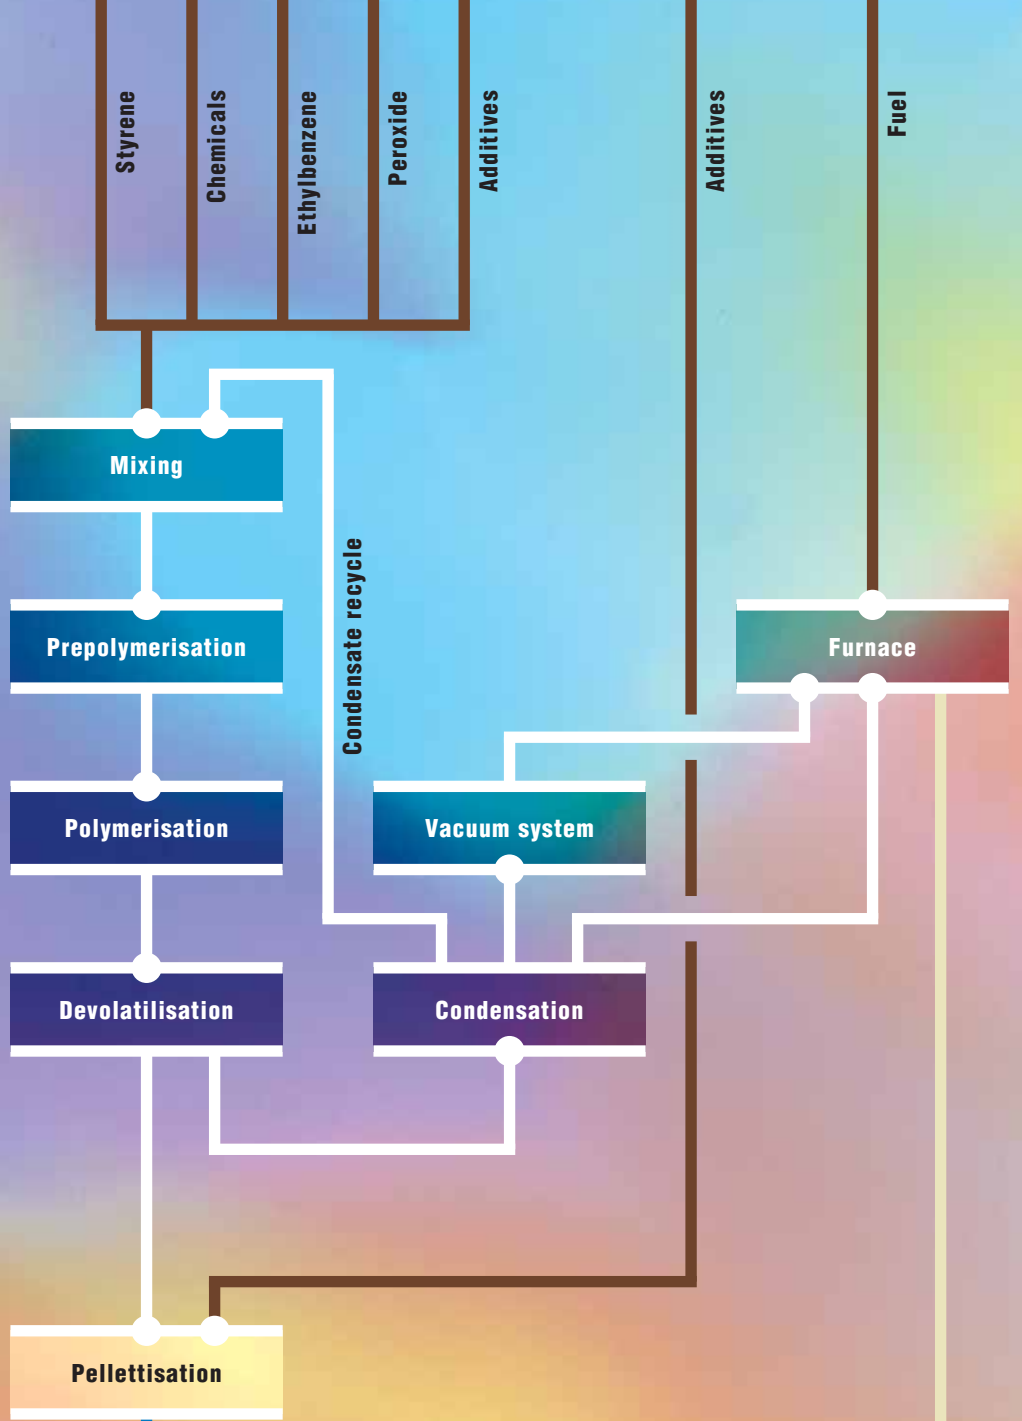 Styrene
Chemicals
Ethylbenzene
Peroxide
Additives
Additives
Fuel
Mixing
Condensate recycle
Prepolymerisation
Furnace
Polymerisation
Vacuum system
Devolatilisation
Condensation
Pellettisation